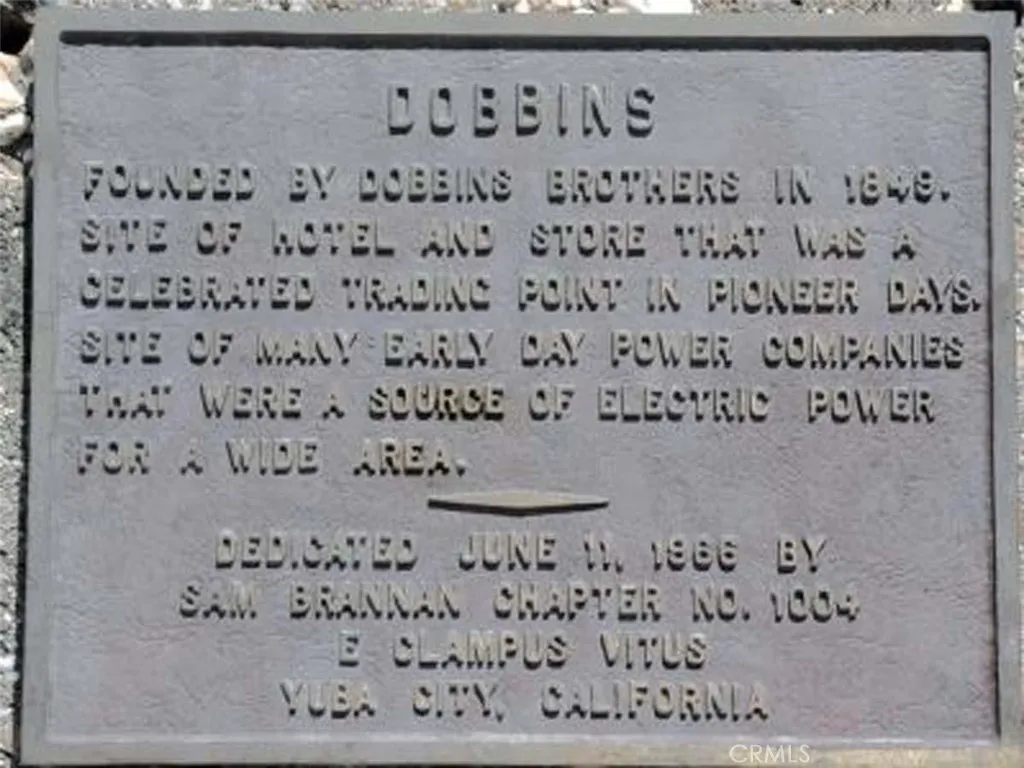 DOBBINS
FOUNDED BY DOBBINS BROTHERS IN 1849.
SITE OF HOTEL AND STORE THAT WAS A
CELEBRATED TRADING POINT IN PIONEER DAYS.
SITE OF MANY EARLY DAY POWER COMPANIES
THAT WERE A SOURCE OF ELECTRIC POWER
FOR A WIDE AREA.
DEDICATED JUNE 11, 1966 BY
SAM BRANNAN CHAPTER NO. 1004
E CLAMPUS VITUS
YUBA CITY, CALIFORNIA
CRMLS